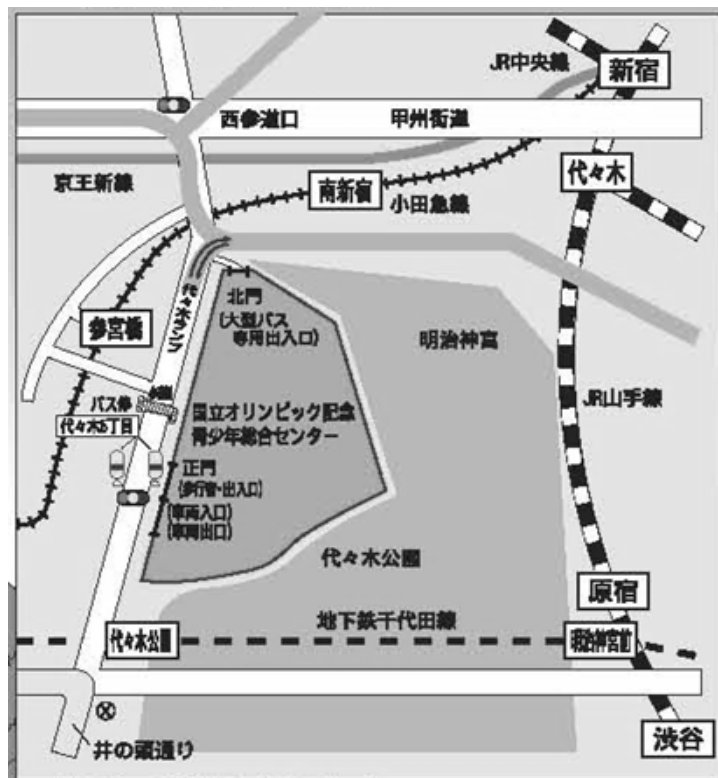 JR中央線
新宿
西参道口
甲州街道
京王新線
南新宿
小田急線
代々木
代々木ランプ
北門
(大型バス
専用出入口)
明治神宮
参宮橋
バス停
代々木5丁目
国立オリンピック記念
青少年総合センター
JR山手線
正門
(歩行者・出入口)
(車両入口)
(車両出口)
代々木公園
原宿
地下鉄千代田線
代々木公園
明治神宮前
渋谷
井の頭通り